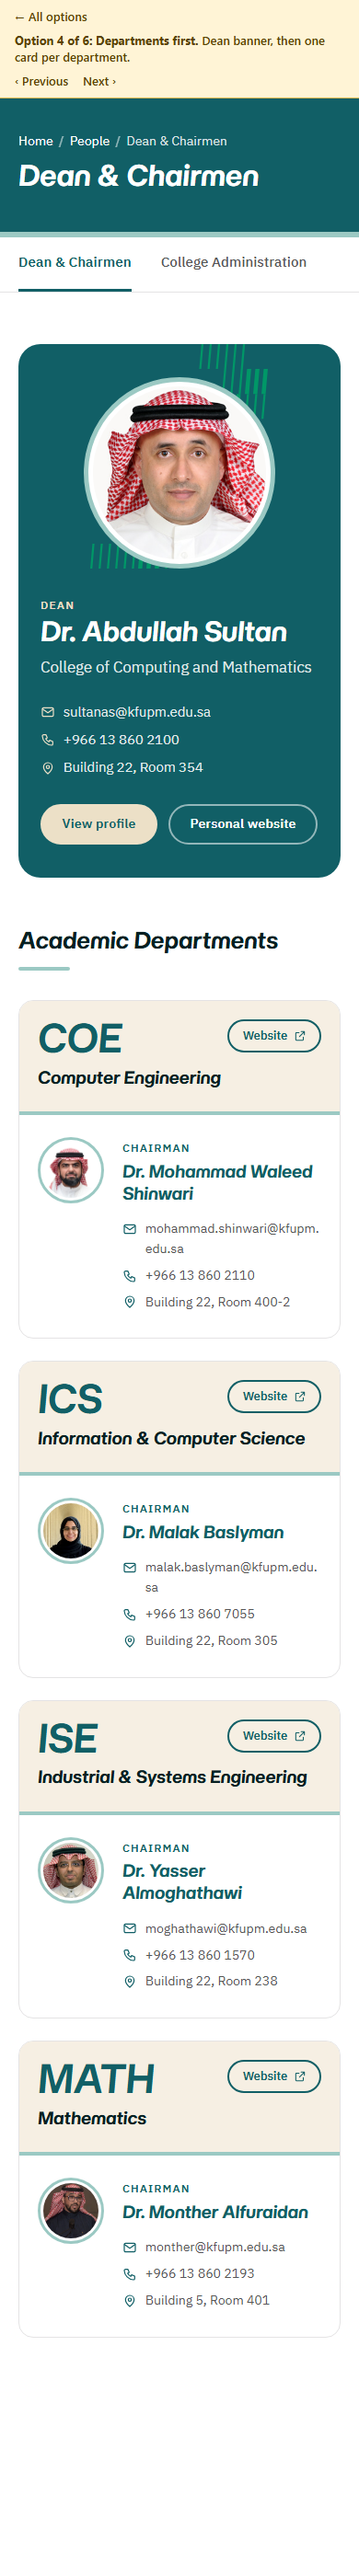 ← All options
Option 4 of 6: Departments first. Dean banner, then one
card per department.
‹ Previous Next ›
Home / People / Dean & Chairmen
Dean & Chairmen
Dean & Chairmen College Administration
DEAN
Dr. Abdullah Sultan
College of Computing and Mathematics
sultanas@kfupm.edu.sa
+966 13 860 2100
Building 22, Room 354
View profile Personal website
Academic Departments
COE Website
Computer Engineering
CHAIRMAN
Dr. Mohammad Waleed
Shinwari
mohammad.shinwari@kfupm.
edu.sa
+966 13 860 2110
Building 22, Room 400-2
ICS Website
Information & Computer Science
CHAIRMAN
Dr. Malak Baslyman
malak.baslyman@kfupm.edu.
sa
+966 13 860 7055
Building 22, Room 305
ISE Website
Industrial & Systems Engineering
CHAIRMAN
Dr. Yasser
Almoghathawi
moghathawi@kfupm.edu.sa
+966 13 860 1570
Building 22, Room 238
MATH Website
Mathematics
CHAIRMAN
Dr. Monther Alfuraidan
monther@kfupm.edu.sa
+966 13 860 2193
Building 5, Room 401